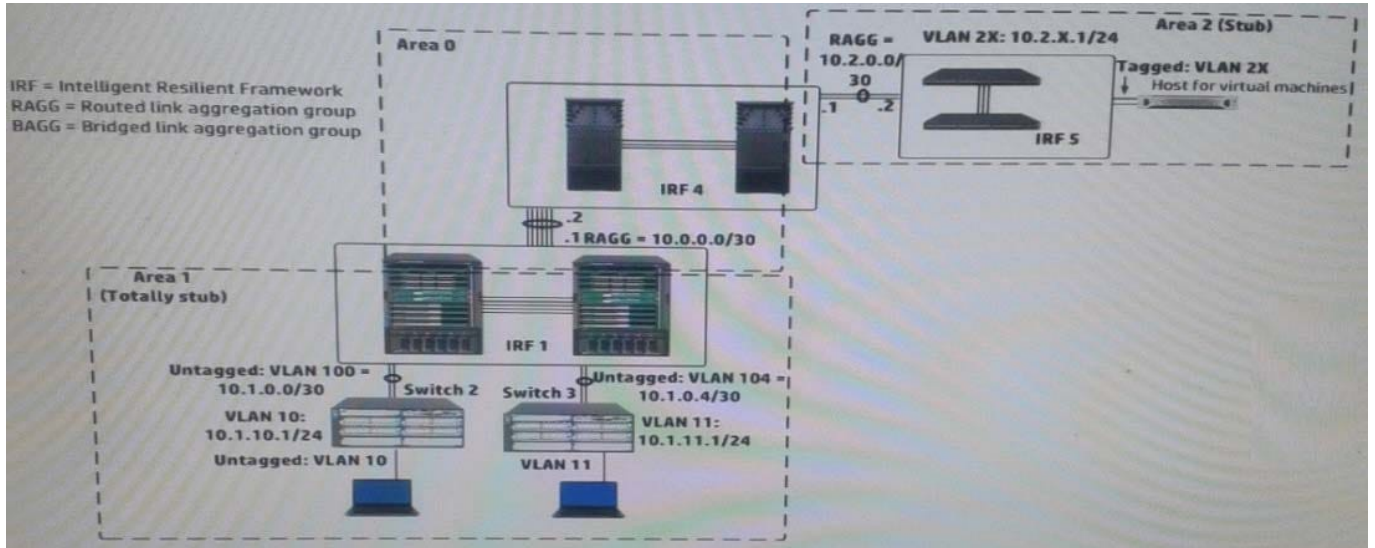 Area 0
Area 2 (Stub)
RAGG =
10.2.0.0/
30
.1
.2
VLAN 2X: 10.2.X.1/24
Tagged: VLAN 2X
Host for virtual machines
IRF 5
IRF = Intelligent Resilient Framework
RAGG = Routed link aggregation group
BAGG = Bridged link aggregation group
IRF 4
.2
.1 RAGG = 10.0.0.0/30
Area 1
(Totally stub)
IRF 1
Untagged: VLAN 100 =
10.1.0.0/30
Switch 2
VLAN 10:
10.1.10.1/24
Untagged: VLAN 10
Switch 3
Untagged: VLAN 104 =
10.1.0.4/30
VLAN 11:
10.1.11.1/24
VLAN 11